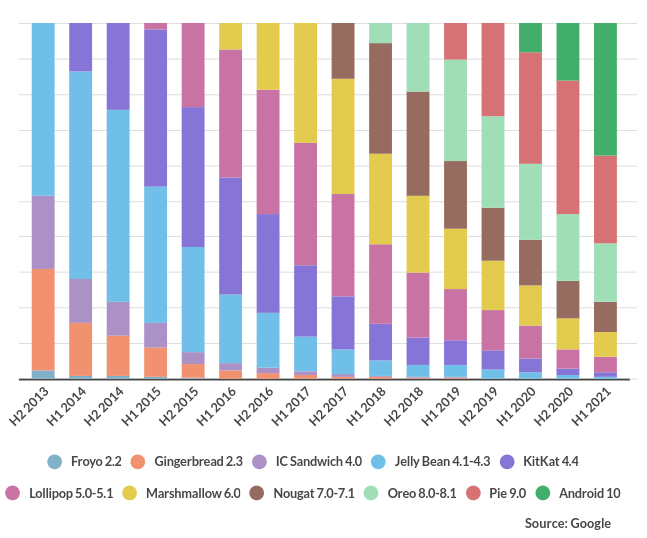 H2 2013
H1 2014
H2 2014
H1 2015
H2 2015
H1 2016
H2 2016
H1 2017
H2 2017
H1 2018
H2 2018
H1 2019
H2 2019
H1 2020
H2 2020
H1 2021
Froyo 2.2 Gingerbread 2.3 IC Sandwich 4.0 Jelly Bean 4.1-4.3 KitKat 4.4
Lollipop 5.0-5.1 Marshmallow 6.0 Nougat 7.0-7.1 Oreo 8.0-8.1 Pie 9.0 Android 10
Source: Google